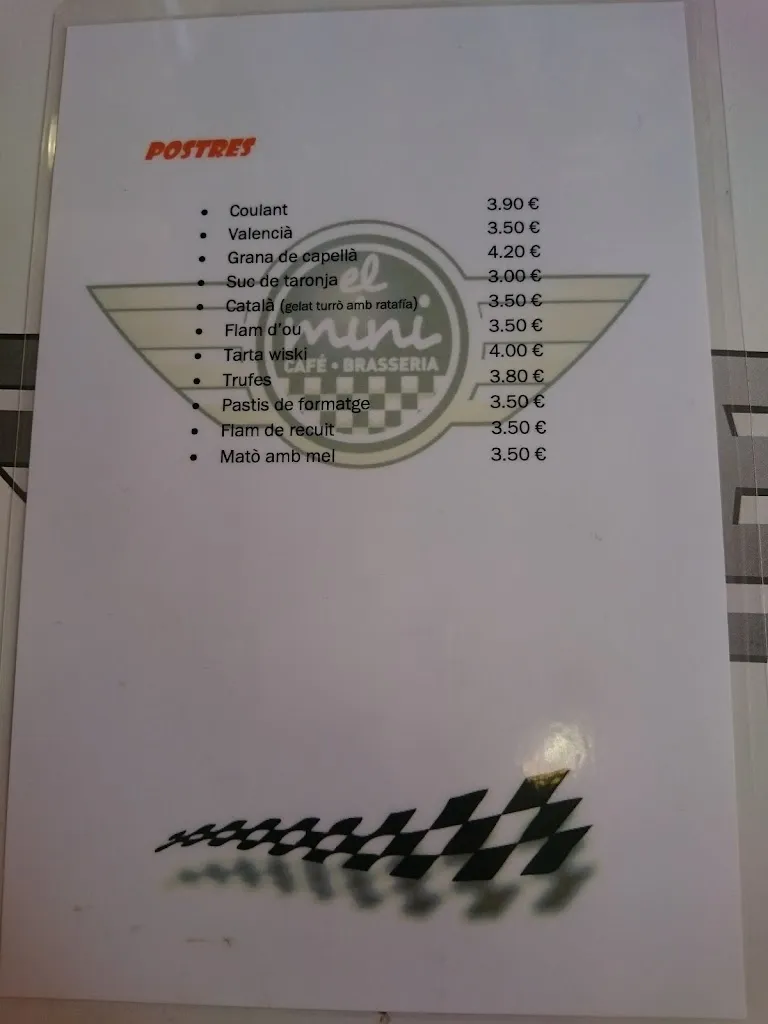 POSTRES
• Coulant 3.90 €
• Valencià 3.50 €
• Grana de capellà 4.20 €
• Suc de taronja 3.00 €
• Català (gelat turrò amb ratafía) 3.50 €
• Flam d'ou 3.50 €
• Tarta wiski 4.00 €
• Trufes 3.80 €
• Pastis de formatge 3.50 €
• Flam de recuit 3.50 €
• Matò amb mel 3.50 €
el
mini
CAFÉ • BRASSERIA